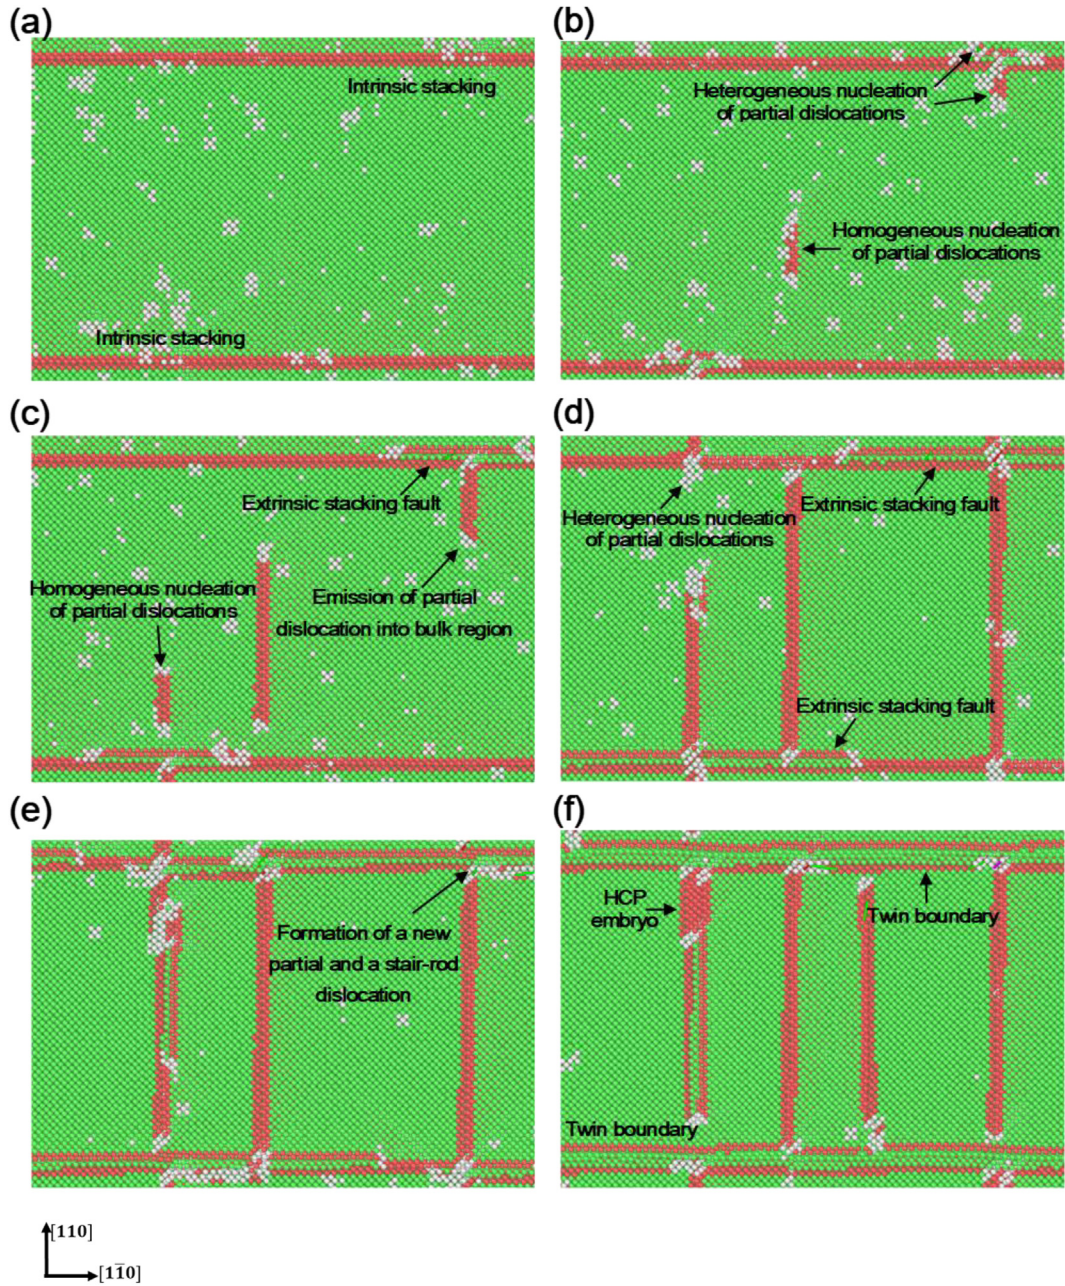 (a)
Intrinsic stacking
Intrinsic stacking
(b)
Heterogeneous nucleation
of partial dislocations
Homogeneous nucleation
of partial dislocations
(c)
Extrinsic stacking fault
Homogeneous nucleation
of partial dislocations
Emission of partial
dislocation into bulk region
(d)
Extrinsic stacking fault
Heterogeneous nucleation
of partial dislocations
Extrinsic stacking fault
(e)
Formation of a new
partial and a stair-rod
dislocation
(f)
HCP
embryo
Twin boundary
Twin boundary
[110]
[11̄0]